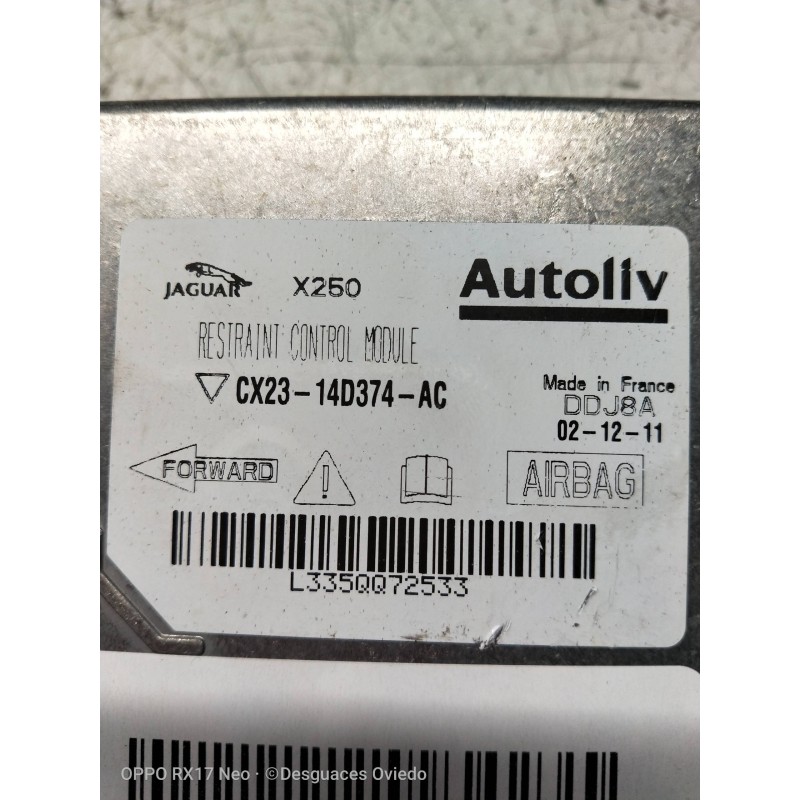 JAGUAR X250 Autoliv
RESTRAINT CONTROL MODULE
CX23-14D374-AC
Made in France
DDJ8A
02-12-11
FORWARD
AIRBAG
L335QQ72533
OPPO RX17 Neo · ©Desguaces Oviedo